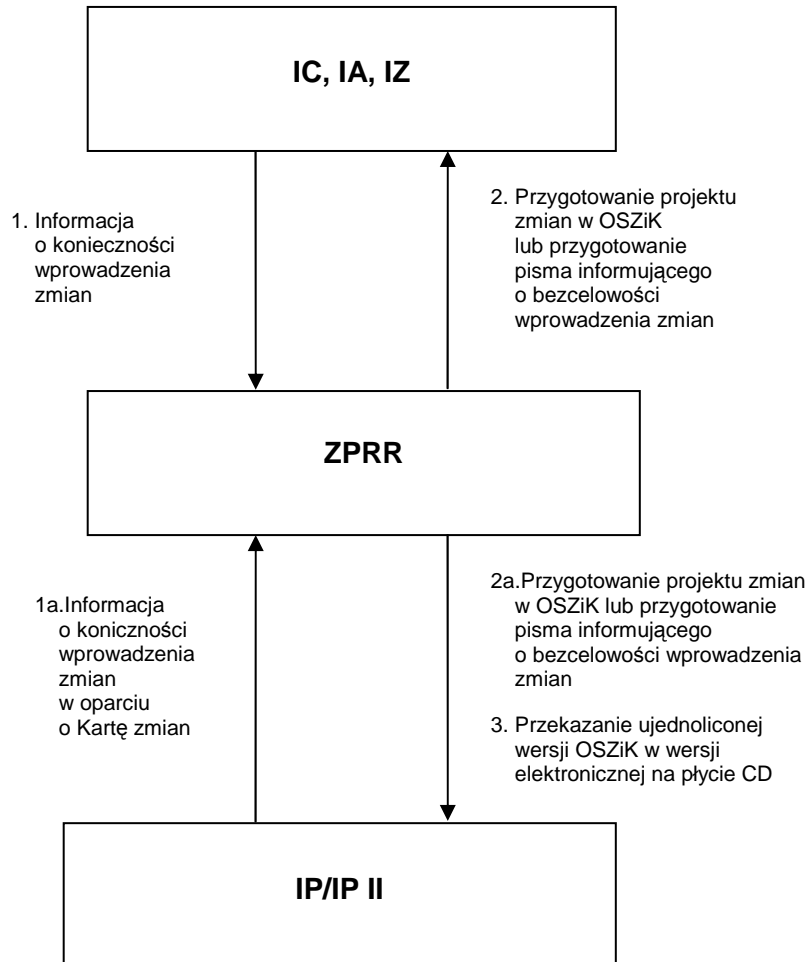 IC, IA, IZ
1. Informacja
o konieczności
wprowadzenia
zmian
2. Przygotowanie projektu
zmian w OSZiK
lub przygotowanie
pisma informującego
o bezcelowości
wprowadzenia zmian
ZPRR
1a.Informacja
o koniczności
wprowadzenia
zmian
w oparciu
o Kartę zmian
2a.Przygotowanie projektu zmian
w OSZiK lub przygotowanie
pisma informującego
o bezcelowości wprowadzenia
zmian
3. Przekazanie ujednoliconej
wersji OSZiK w wersji
elektronicznej na płycie CD
IP/IP II